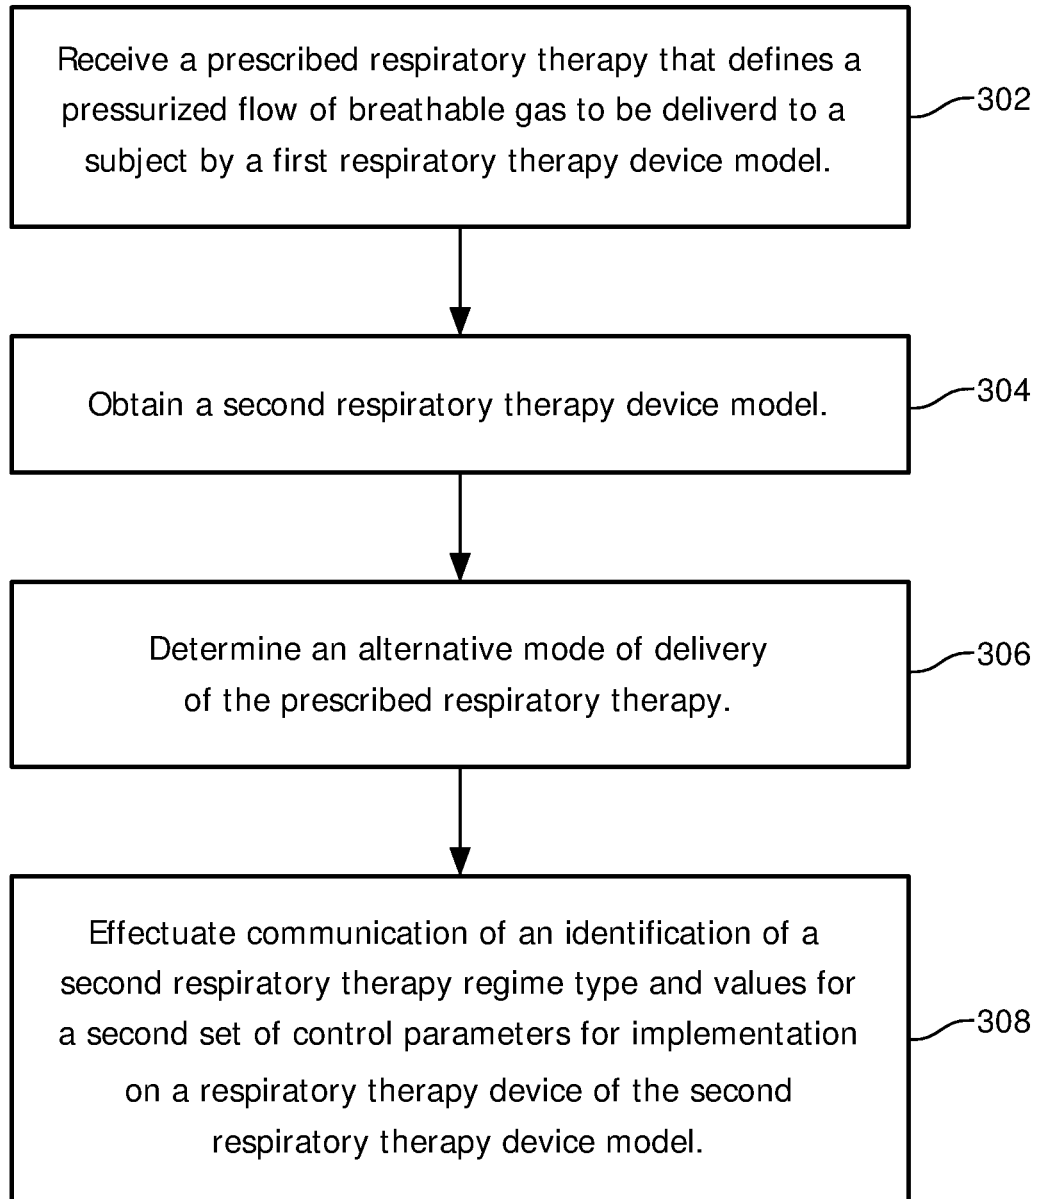 Receive a prescribed respiratory therapy that defines a
pressurized flow of breathable gas to be deliverd to a
subject by a first respiratory therapy device model.
302
Obtain a second respiratory therapy device model.
304
Determine an alternative mode of delivery
of the prescribed respiratory therapy.
306
Effectuate communication of an identification of a
second respiratory therapy regime type and values for
a second set of control parameters for implementation
on a respiratory therapy device of the second
respiratory therapy device model.
308